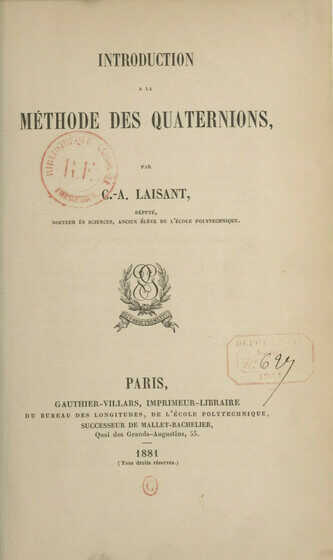 INTRODUCTION
A LA
MÉTHODE DES QUATERNIONS,
PAR
C.-A. LAISANT,
DÉPUTÉ,
DOCTEUR ÈS SCIENCES, ANCIEN ÉLÈVE DE L'ÉCOLE POLYTECHNIQUE.
PARIS,
GAUTHIER-VILLARS, IMPRIMEUR-LIBRAIRE
DU BUREAU DES LONGITUDES, DE L'ÉCOLE POLYTECHNIQUE,
SUCCESSEUR DE MALLET-BACHELIER,
Quai des Grands-Augustins, 55.
1881
(Tous droits réservés.)